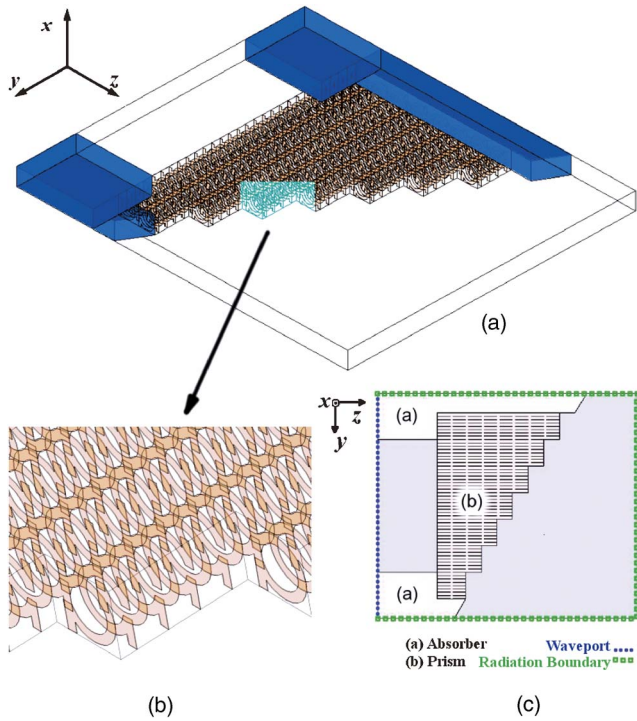 x
y
z
(a)
x
z
y
(a)
(b)
(a)
(a) Absorber Waveport
(b) Prism Radiation Boundary
(b)
(c)